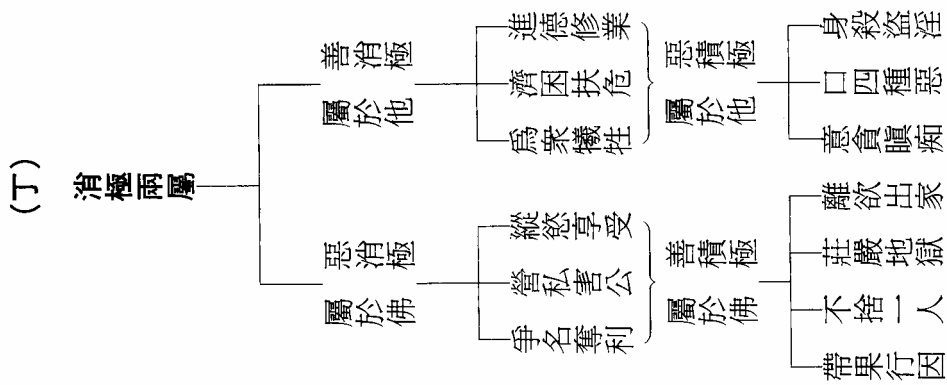 (丁)
消極兩屬
善消極
屬於他
進德修業
濟困扶危
為衆犧牲
惡積極
屬於他
身殺盜淫
口四種惡
意貪瞋痴
惡消極
屬於佛
縱慾享受
營私害公
爭名奪利
善積極
屬於佛
離欲出家
莊嚴地獄
不捨一人
帶果行因